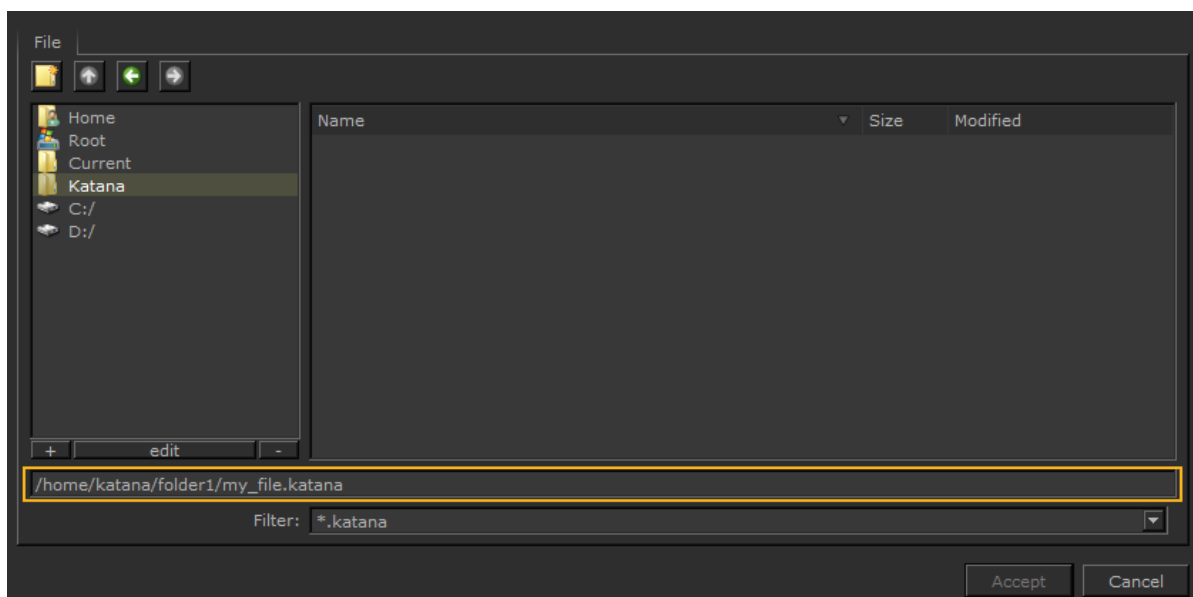 File
Home
Root
Current
Katana
C:/
D:/
+ edit -
Name Size Modified
/home/katana/folder1/my_file.katana
Filter: *.katana
Accept Cancel